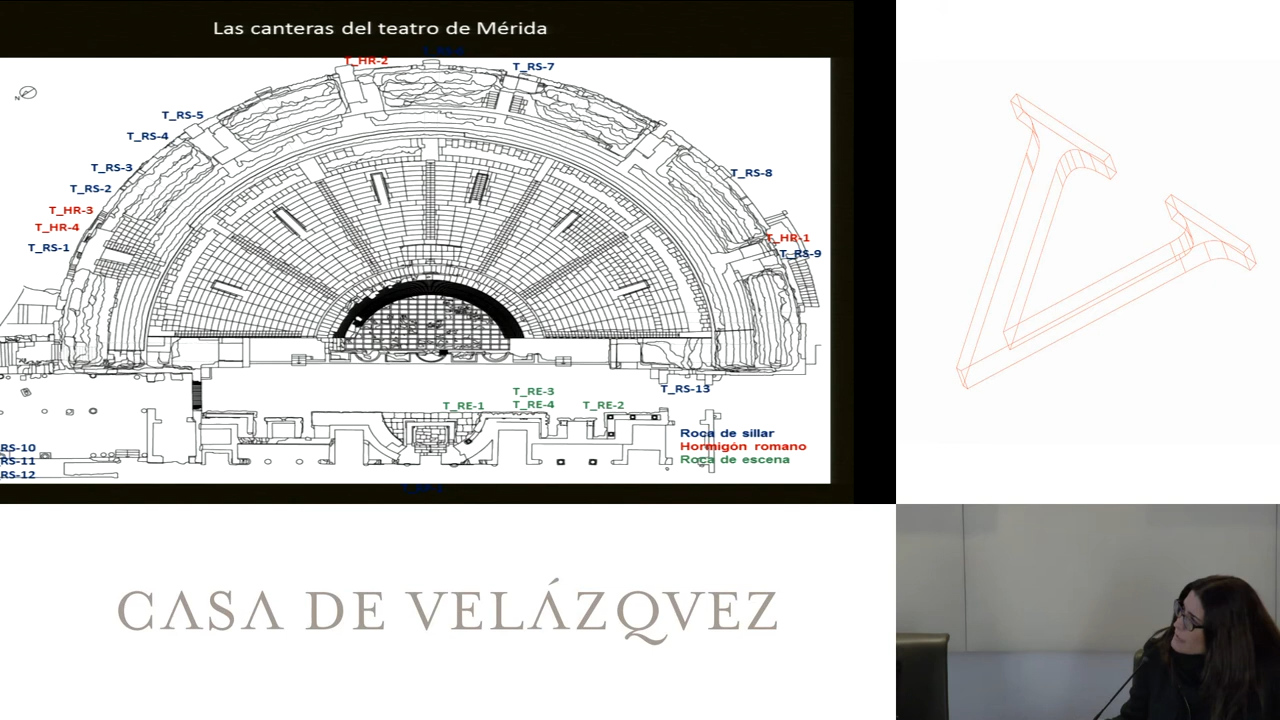 Las canteras del teatro de Mérida
T_HR-2
T_RS-7
T_RS-5
T_RS-4
T_RS-3
T_RS-8
T_RS-2
T_HR-3
T_HR-4
T_HR-1
T_RS-1
T_RS-9
N
T_RS-13
T_RE-3
T_RE-1
T_RE-4
T_RE-2
Roca de sillar
Hormigón romano
Roca de escena
RS-10
RS-11
RS-12
CASA DE VELÁZQVEZ